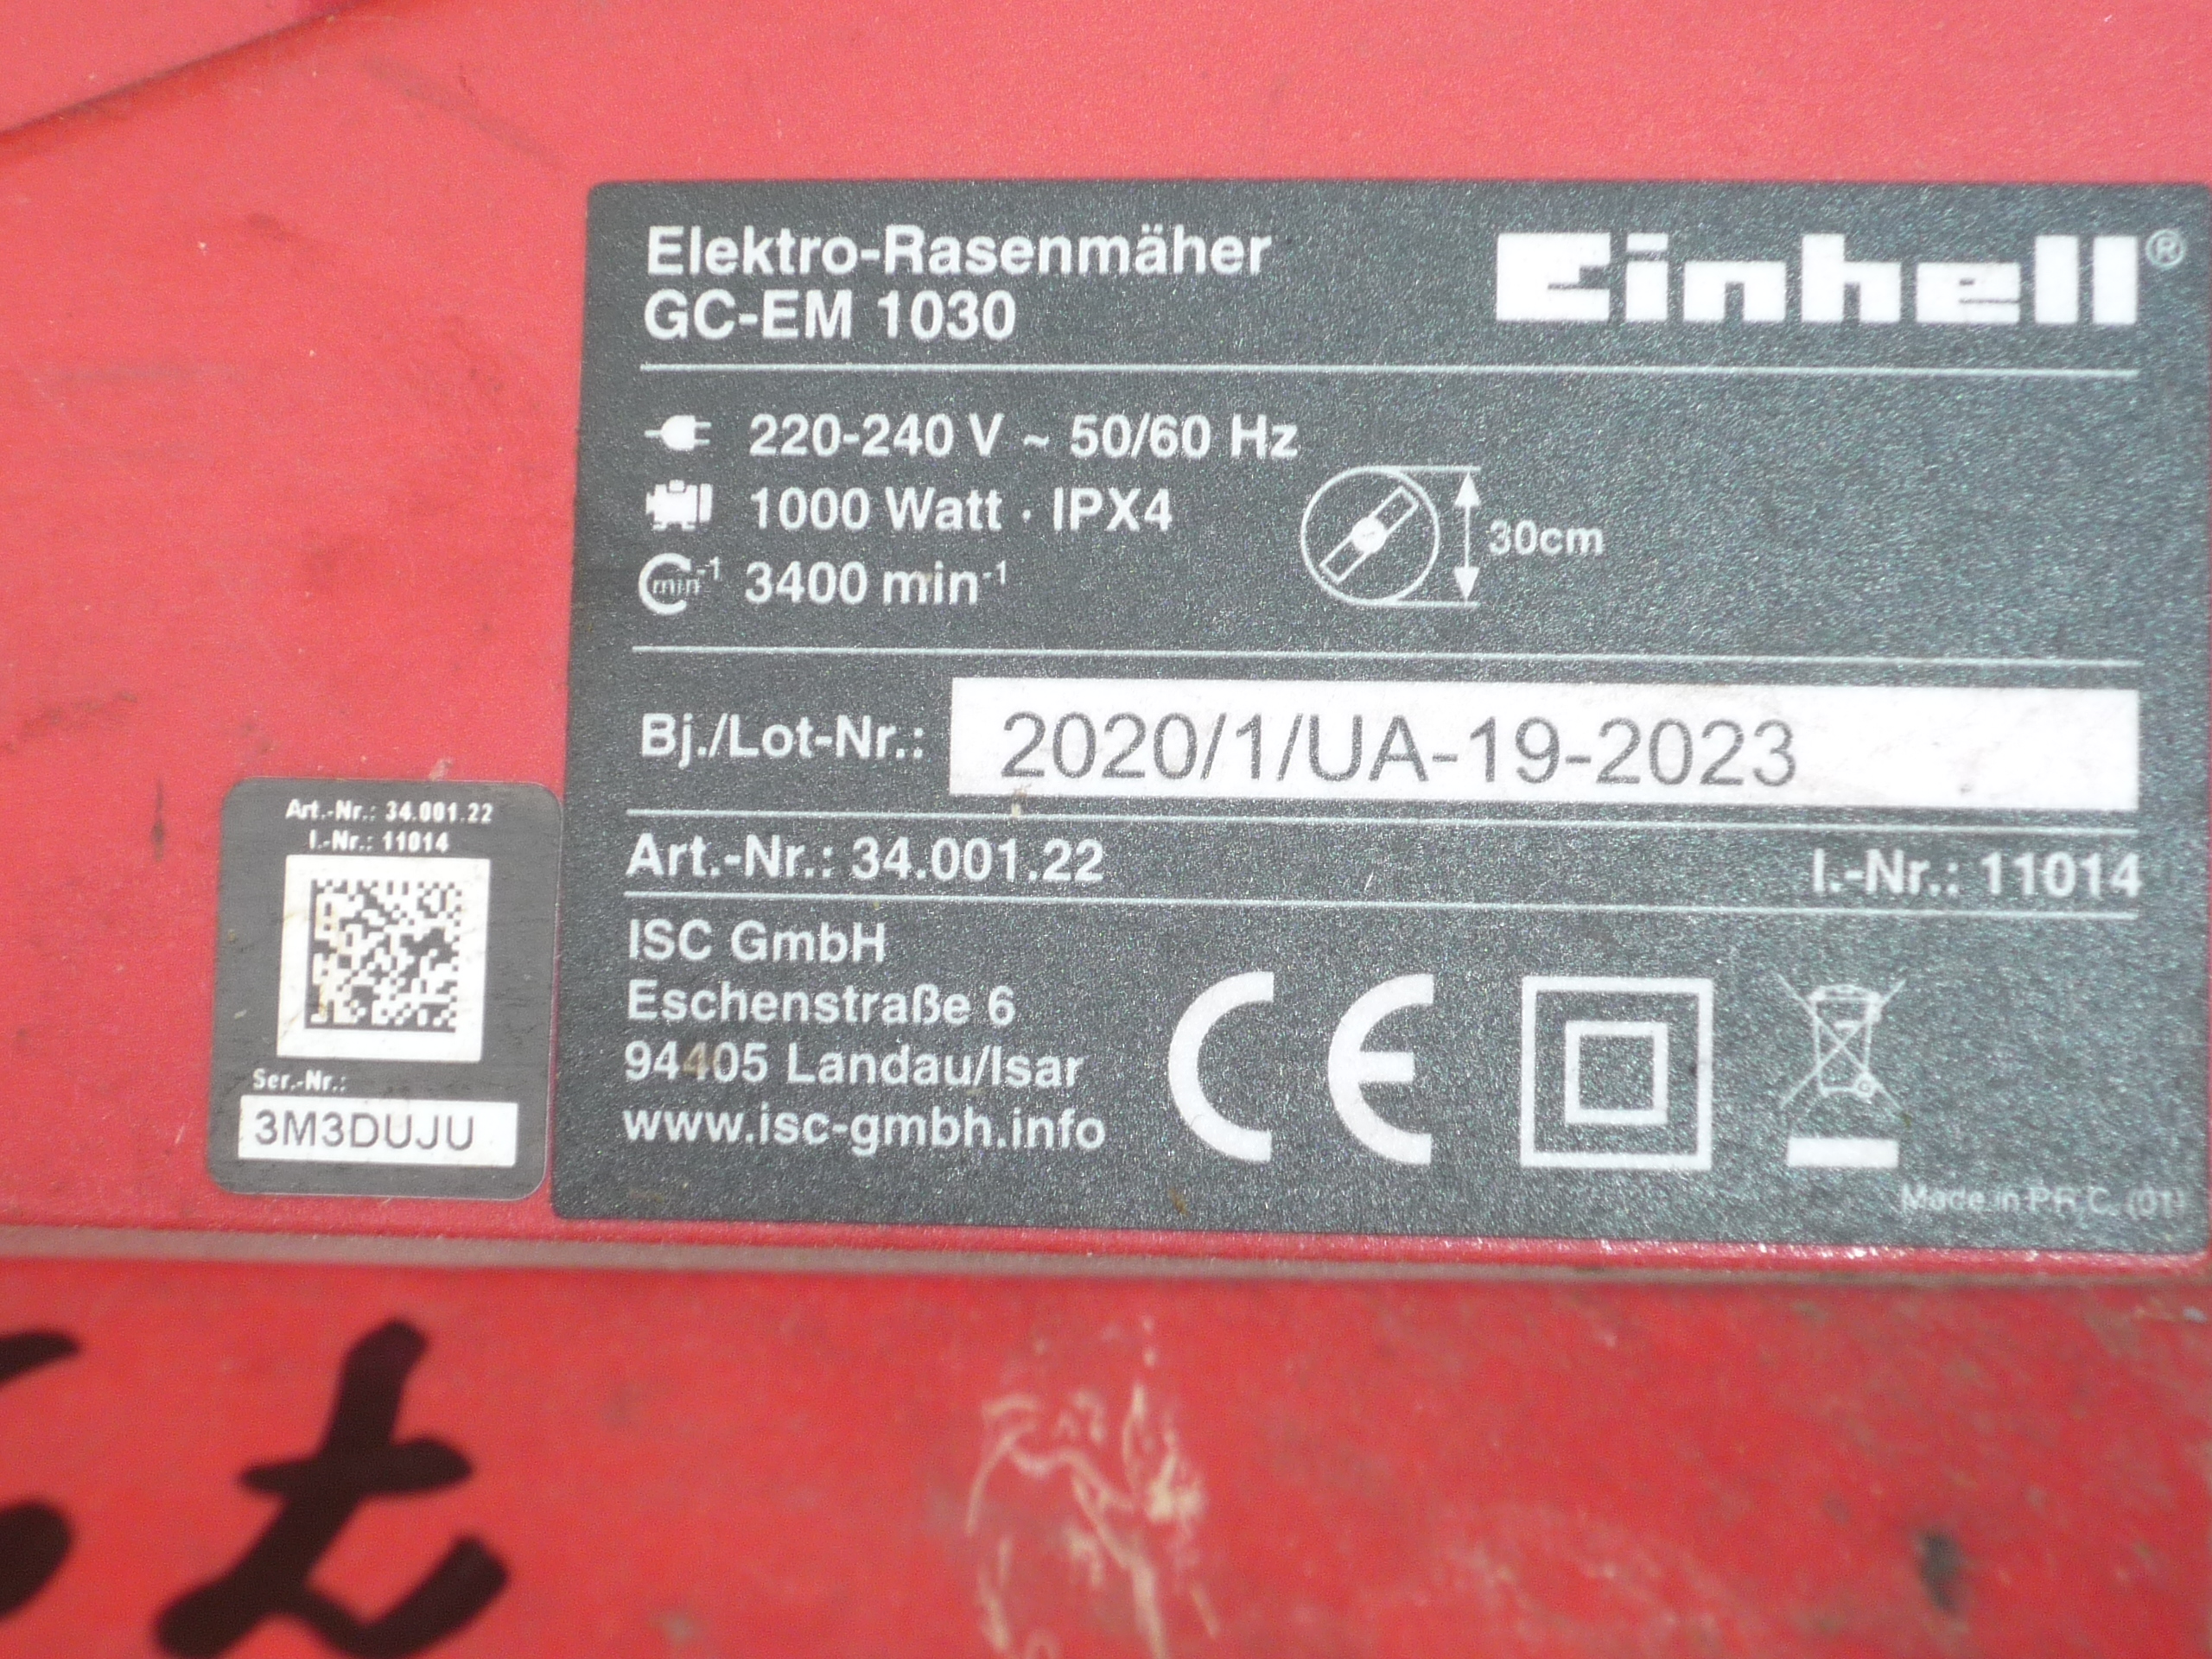 Elektro-Rasenmäher
GC-EM 1030
Einhell®
220-240 V ~ 50/60 Hz
1000 Watt · IPX4
min-1 3400 min-1
30cm
Bj./Lot-Nr.: 2020/1/UA-19-2023
Art.-Nr.: 34.001.22 I.-Nr.: 11014
ISC GmbH
Eschenstraße 6
94405 Landau/Isar
www.isc-gmbh.info
CE
Made in P.R.C. (01)
Art.-Nr.: 34.001.22
I.-Nr.: 11014
Ser.-Nr.:
3M3DUJU
t